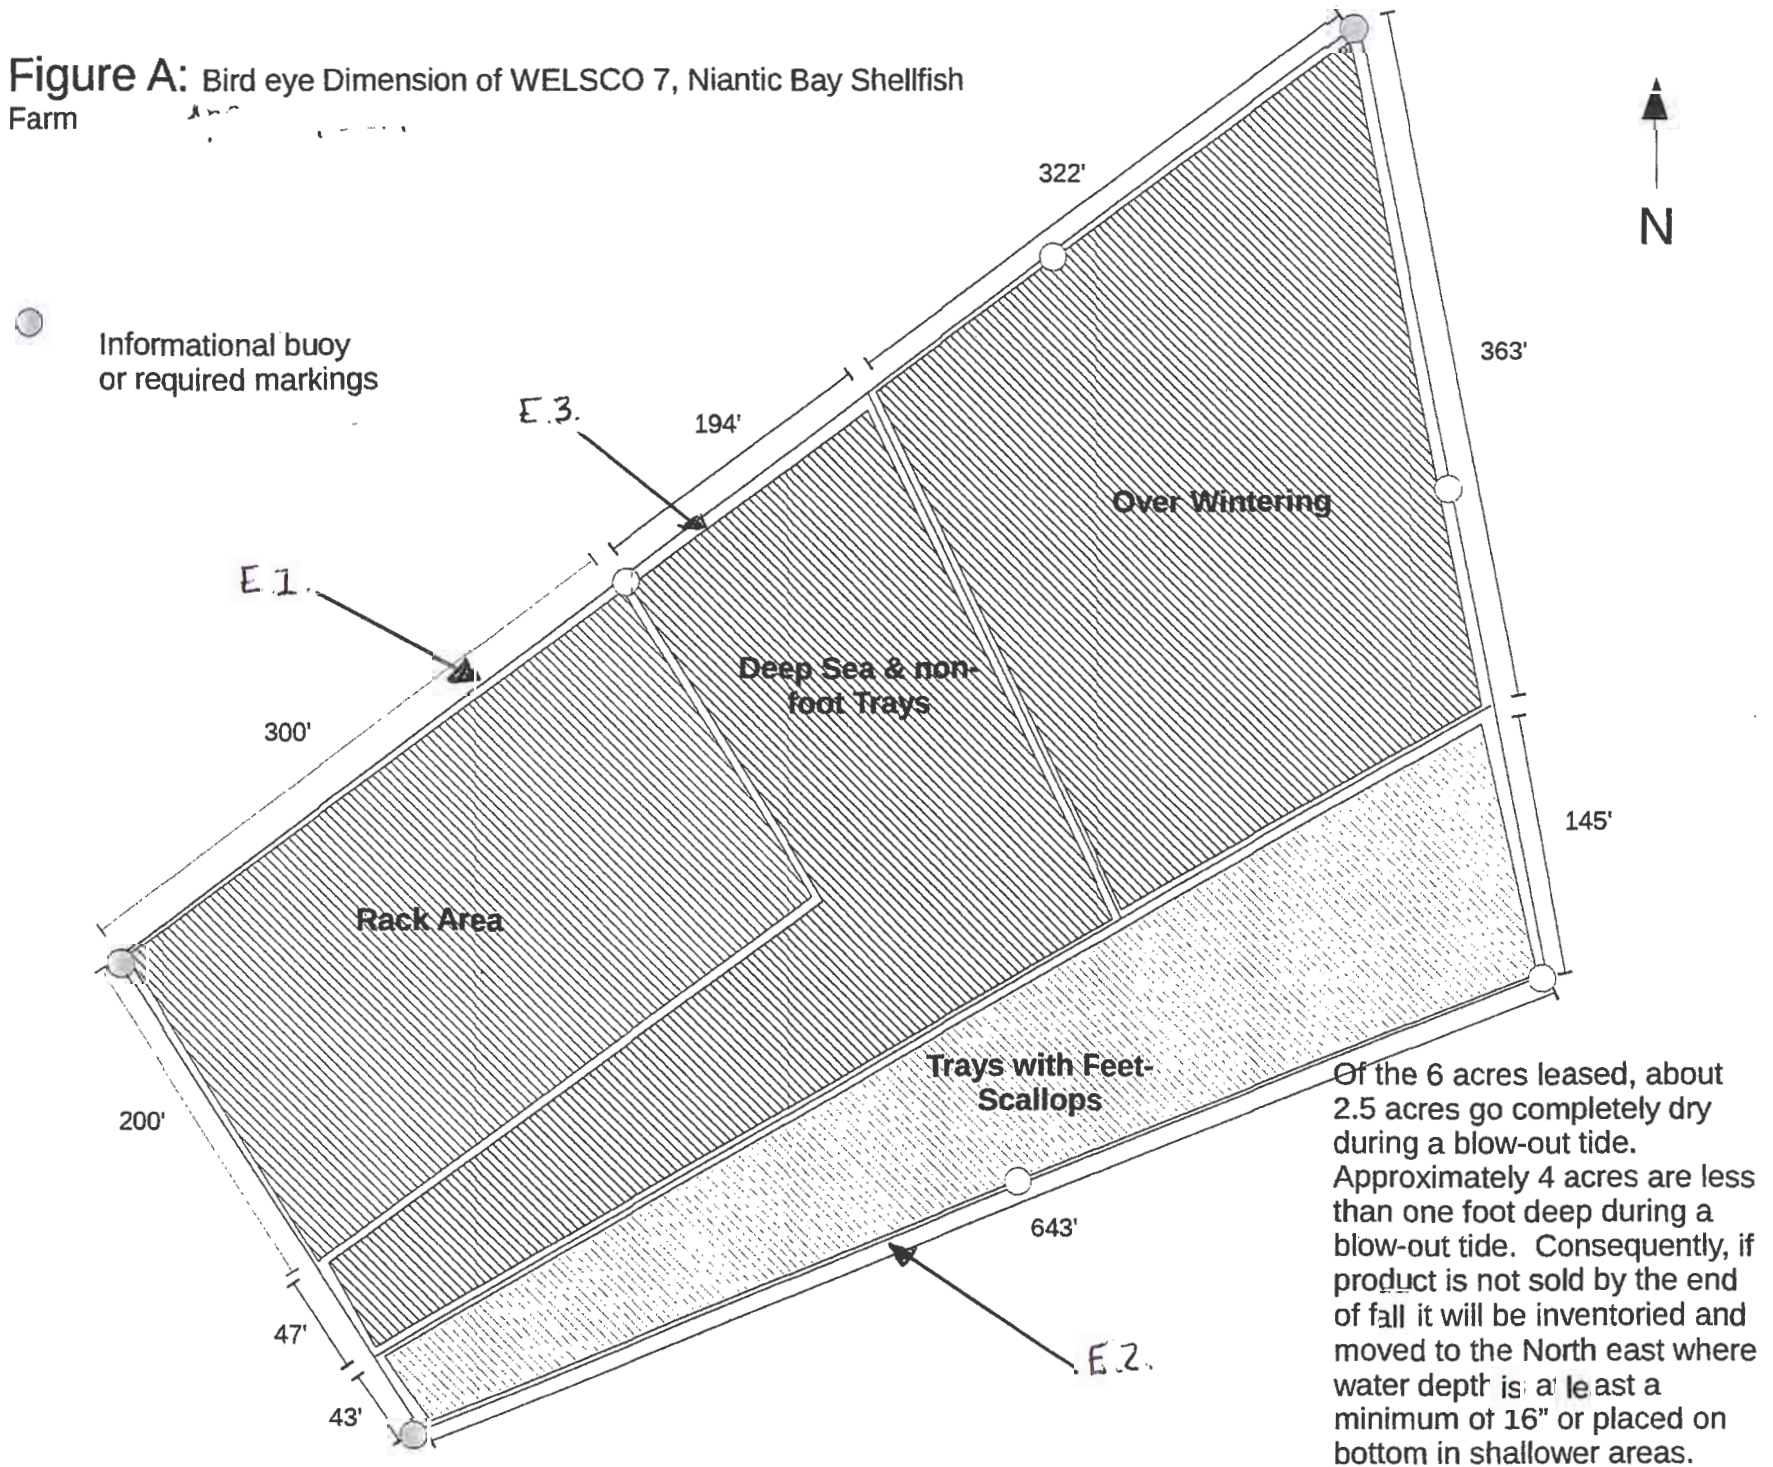 Figure A: Bird eye Dimension of WELSCO 7, Niantic Bay Shellfish
Farm
N
322'
Informational buoy
or required markings
363'
E.3.
194'
Over Wintering
E.1.
Deep Sea & non-
foot Trays
300'
145'
Rack Area
Trays with Feet-
Scallops
200'
643'
47'
E.2.
43'
Of the 6 acres leased, about
2.5 acres go completely dry
during a blow-out tide.
Approximately 4 acres are less
than one foot deep during a
blow-out tide. Consequently, if
product is not sold by the end
of fall it will be inventoried and
moved to the North east where
water depth is at least a
minimum of 16” or placed on
bottom in shallower areas.